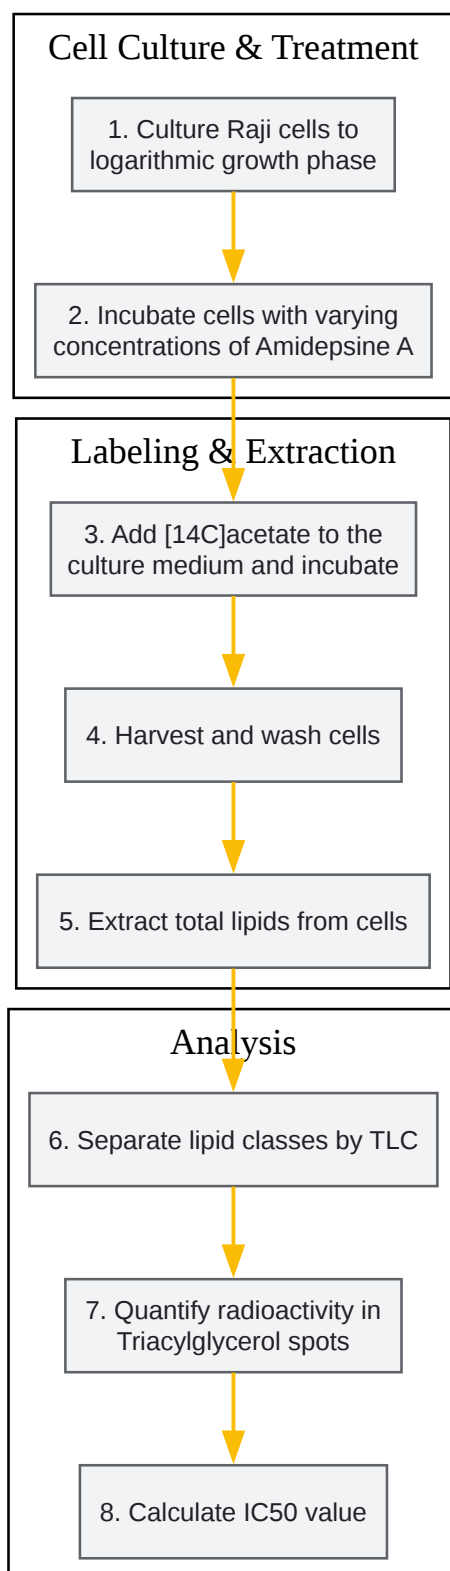 Cell Culture & Treatment
1. Culture Raji cells to
logarithmic growth phase
2. Incubate cells with varying
concentrations of Amidepsine A
Labeling & Extraction
3. Add [14C]acetate to the
culture medium and incubate
4. Harvest and wash cells
5. Extract total lipids from cells
Analysis
6. Separate lipid classes by TLC
7. Quantify radioactivity in
Triacylglycerol spots
8. Calculate IC50 value